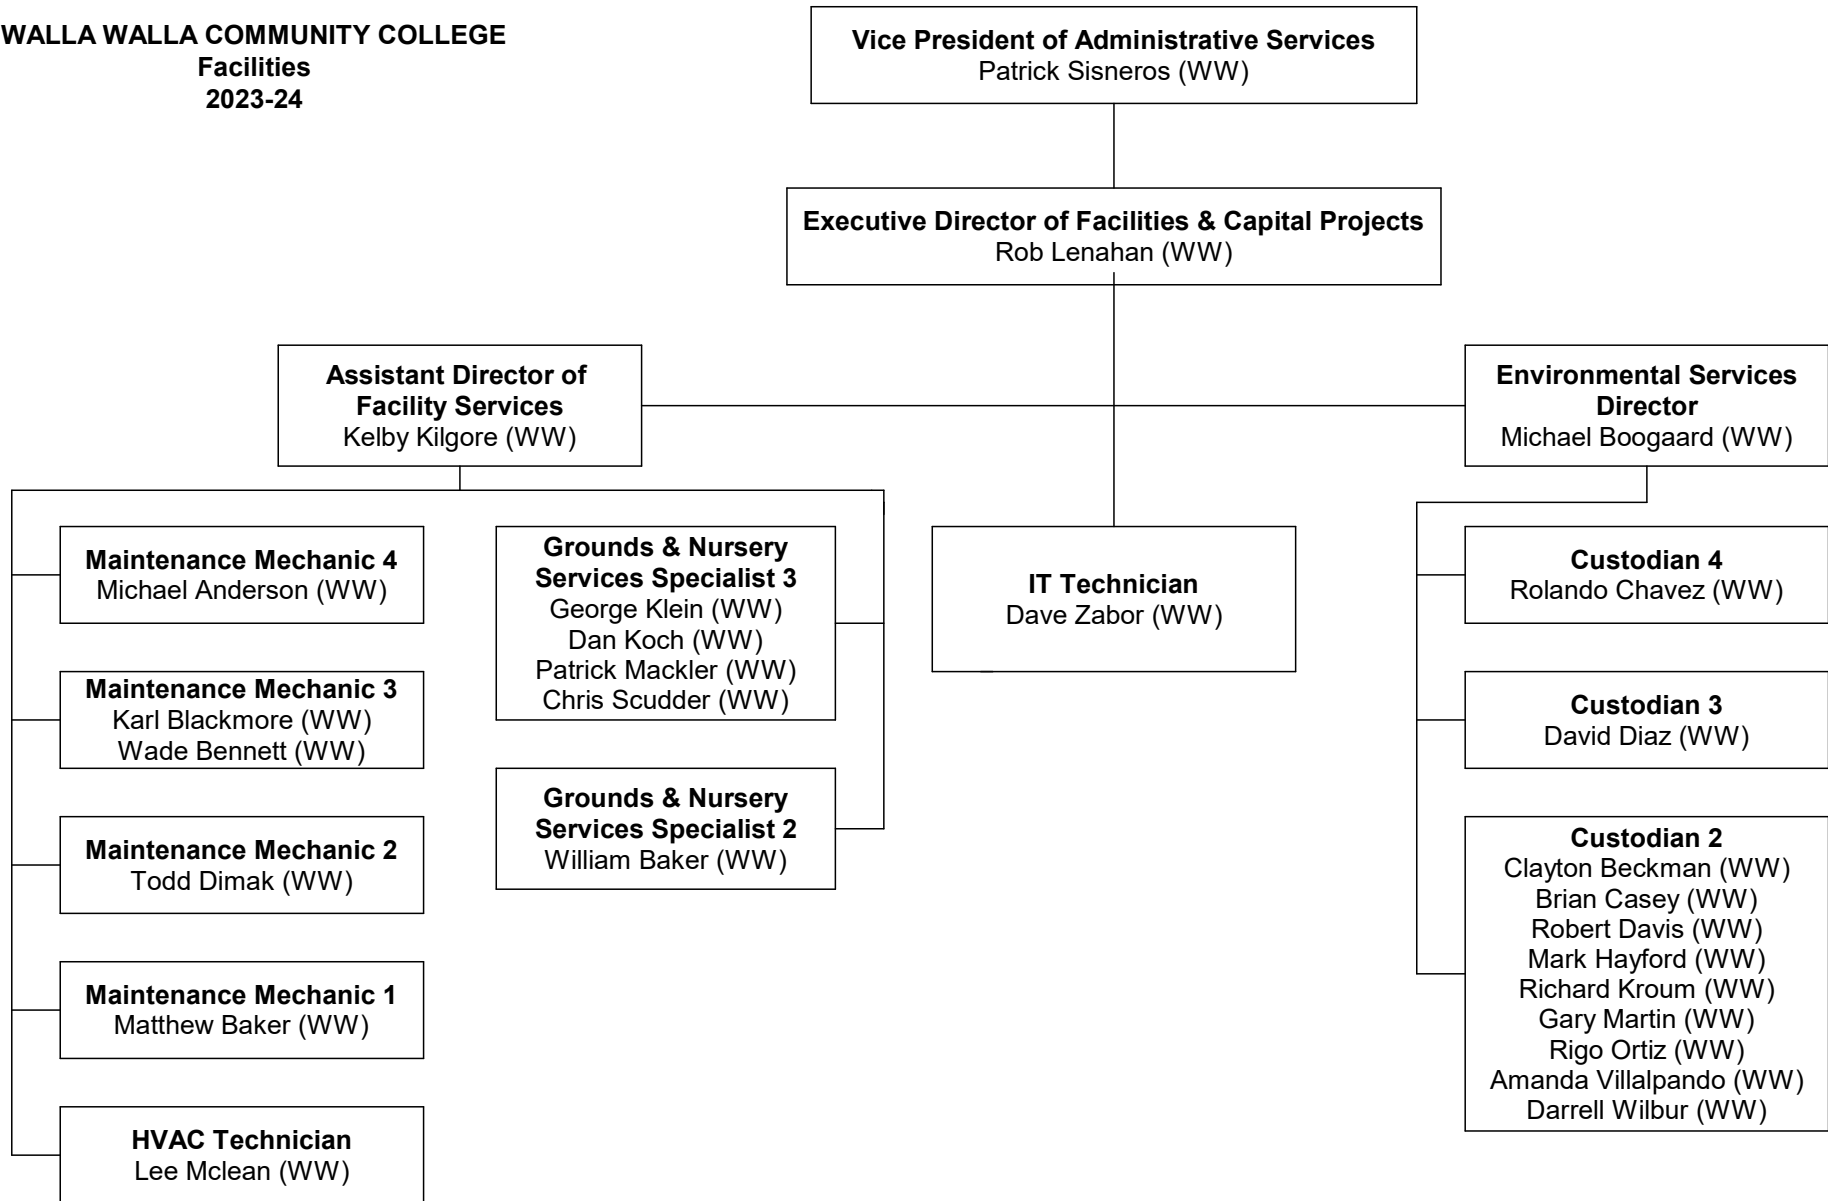 WALLA WALLA COMMUNITY COLLEGE
Facilities
2023-24
Vice President of Administrative Services
Patrick Sisneros (WW)
Executive Director of Facilities & Capital Projects
Rob Lenahan (WW)
Assistant Director of
Facility Services
Kelby Kilgore (WW)
Environmental Services
Director
Michael Boogaard (WW)
Maintenance Mechanic 4
Michael Anderson (WW)
Maintenance Mechanic 3
Karl Blackmore (WW)
Wade Bennett (WW)
Maintenance Mechanic 2
Todd Dimak (WW)
Maintenance Mechanic 1
Matthew Baker (WW)
HVAC Technician
Lee Mclean (WW)
Grounds & Nursery
Services Specialist 3
George Klein (WW)
Dan Koch (WW)
Patrick Mackler (WW)
Chris Scudder (WW)
Grounds & Nursery
Services Specialist 2
William Baker (WW)
IT Technician
Dave Zabor (WW)
Custodian 4
Rolando Chavez (WW)
Custodian 3
David Diaz (WW)
Custodian 2
Clayton Beckman (WW)
Brian Casey (WW)
Robert Davis (WW)
Mark Hayford (WW)
Richard Kroum (WW)
Gary Martin (WW)
Rigo Ortiz (WW)
Amanda Villalpando (WW)
Darrell Wilbur (WW)